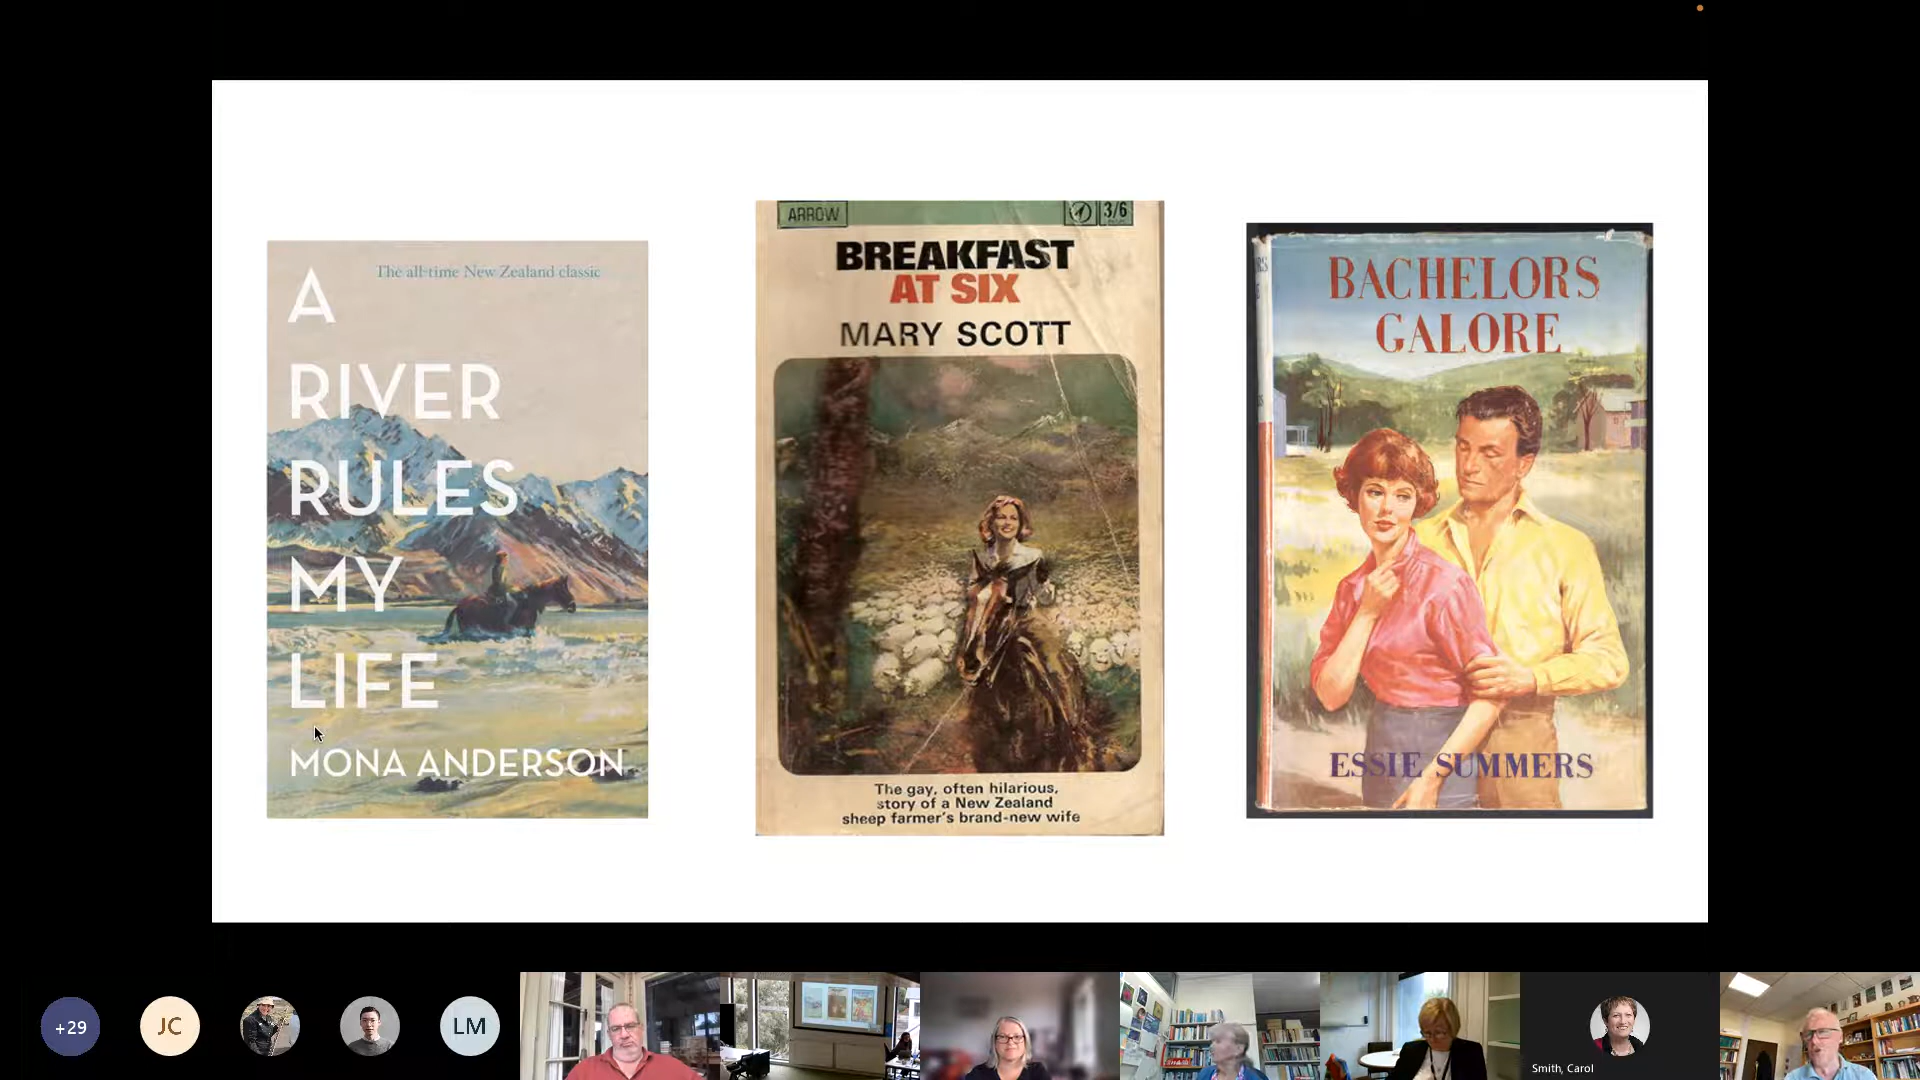 The all-time New Zealand classic
A
RIVER
RULES
MY
LIFE
MONA ANDERSON
ARROW
3/6
BREAKFAST
AT SIX
MARY SCOTT
The gay, often hilarious,
story of a New Zealand
sheep farmer's brand-new wife
BACHELORS
GALORE
ESSIE SUMMERS
+29
JC
LM
Smith, Carol